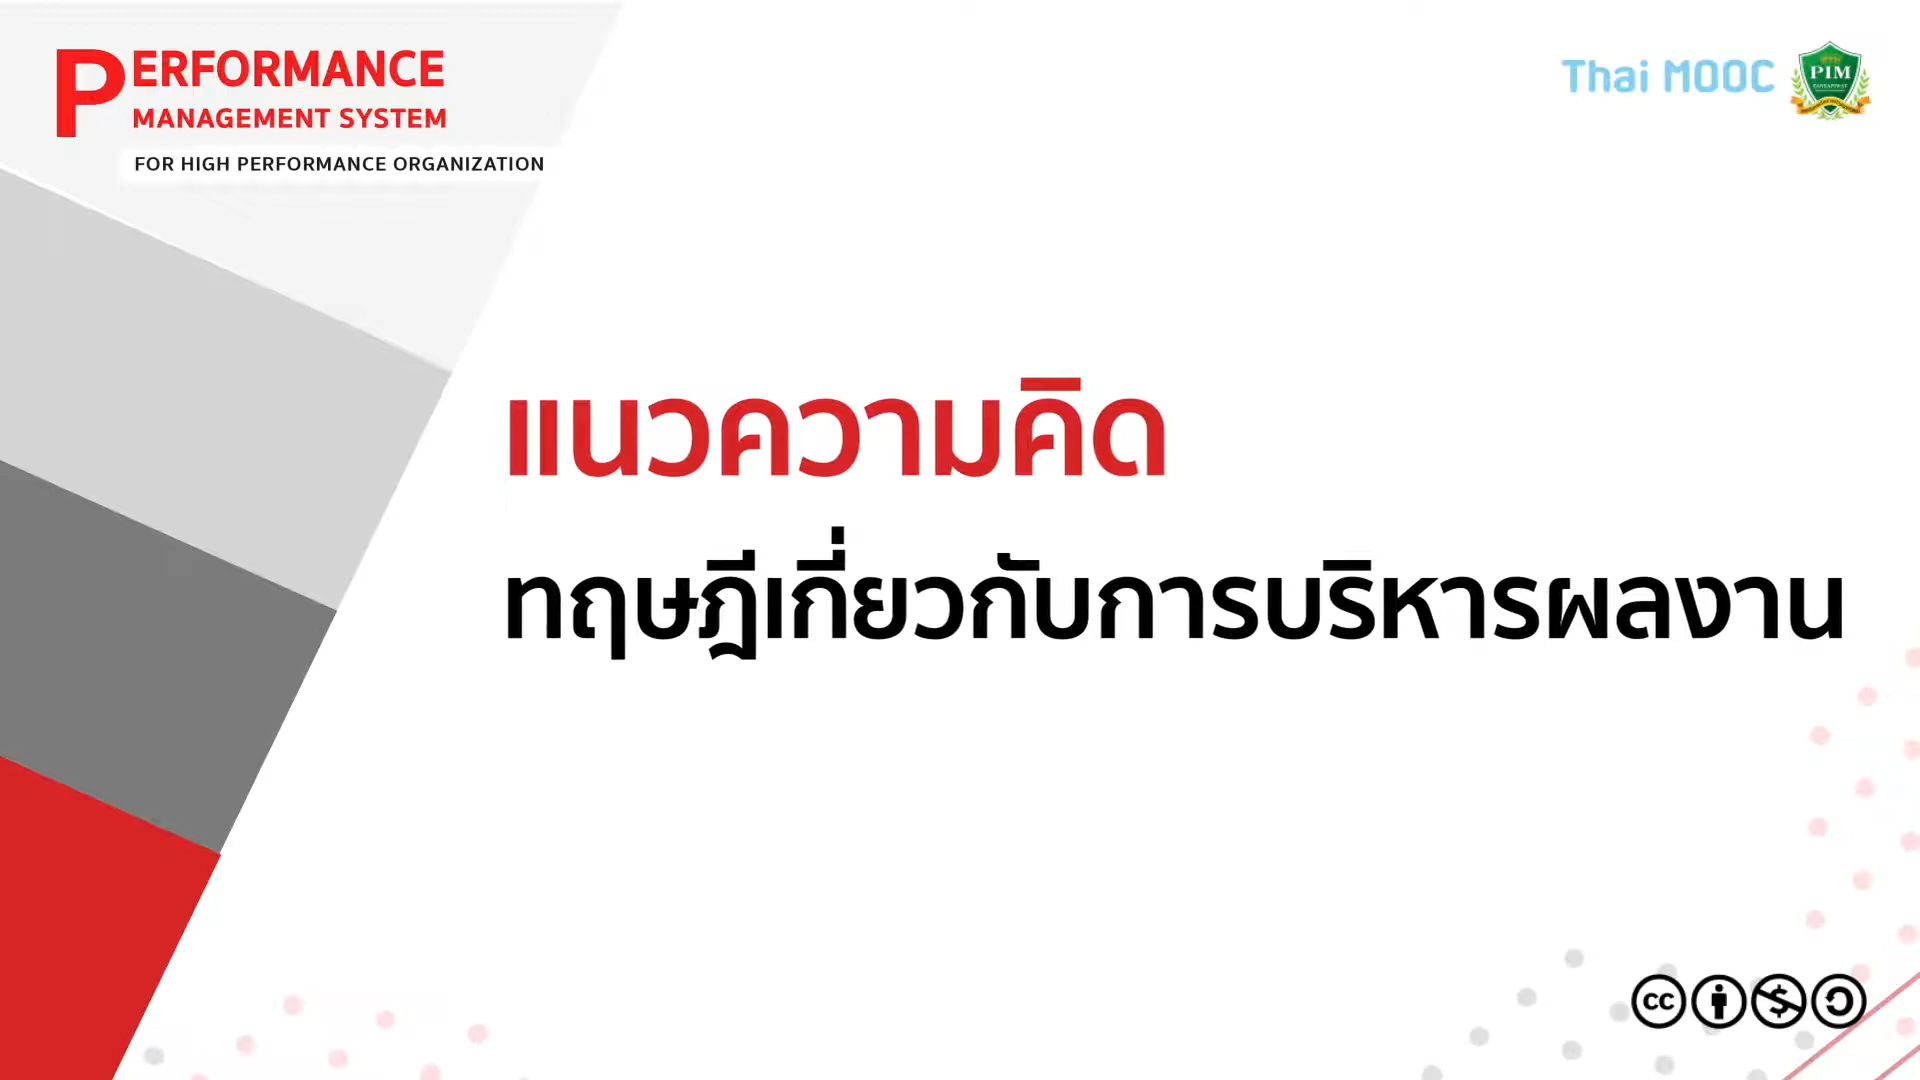 PERFORMANCE
MANAGEMENT SYSTEM
FOR HIGH PERFORMANCE ORGANIZATION
Thai MOOC
PIM
แนวความคิด
ทฤษฎีเกี่ยวกับการบริหารผลงาน
cc